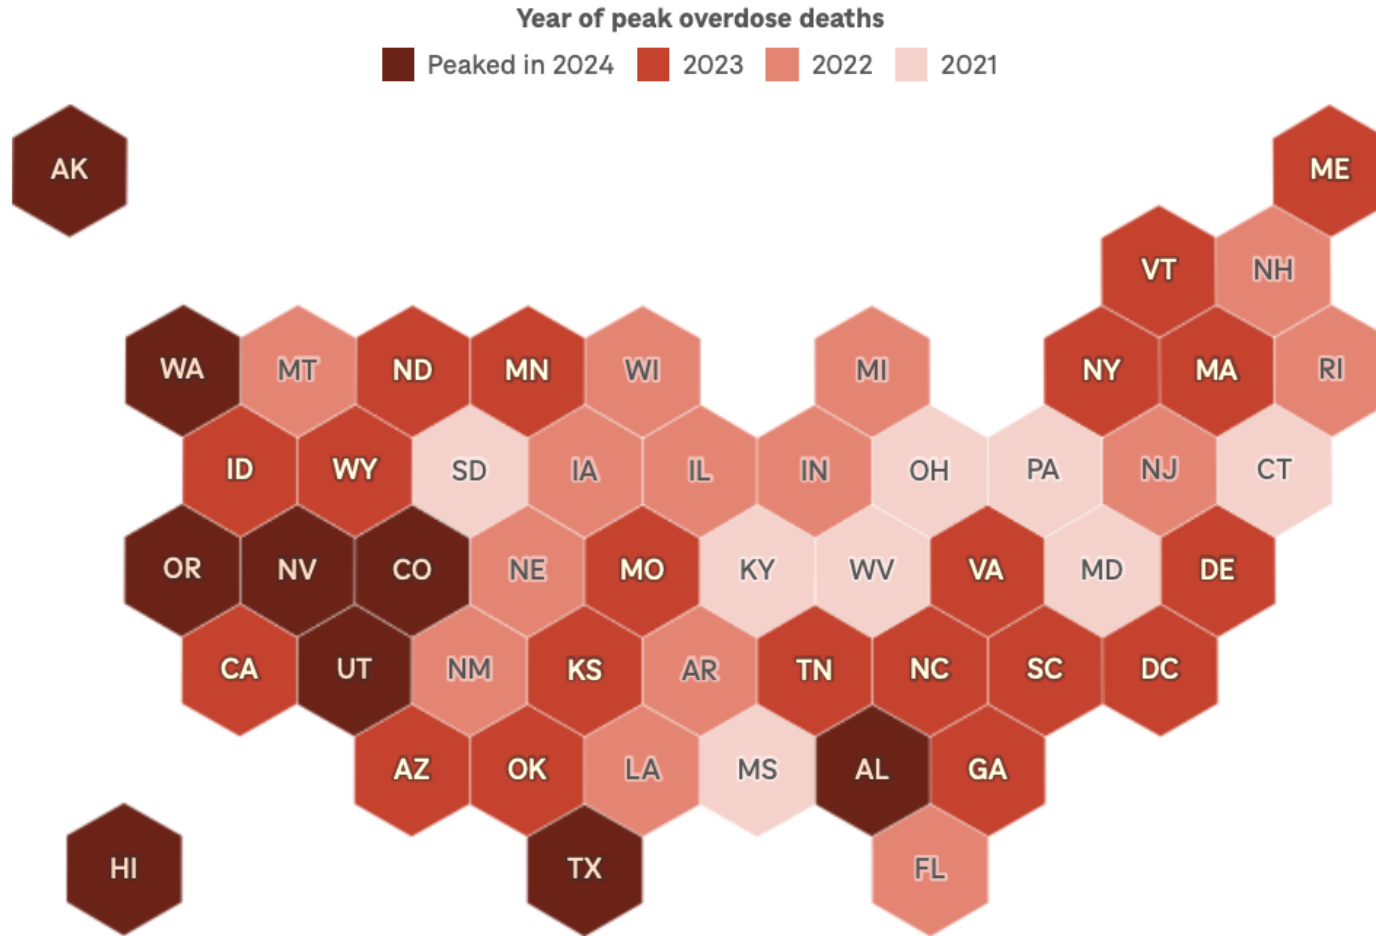 Year of peak overdose deaths
Peaked in 2024 2023 2022 2021
AK ME
VT NH
WA MT ND MN WI MI NY MA RI
ID WY SD IA IL IN OH PA NJ CT
OR NV CO NE MO KY WV VA MD DE
CA UT NM KS AR TN NC SC DC
AZ OK LA MS AL GA
HI TX FL